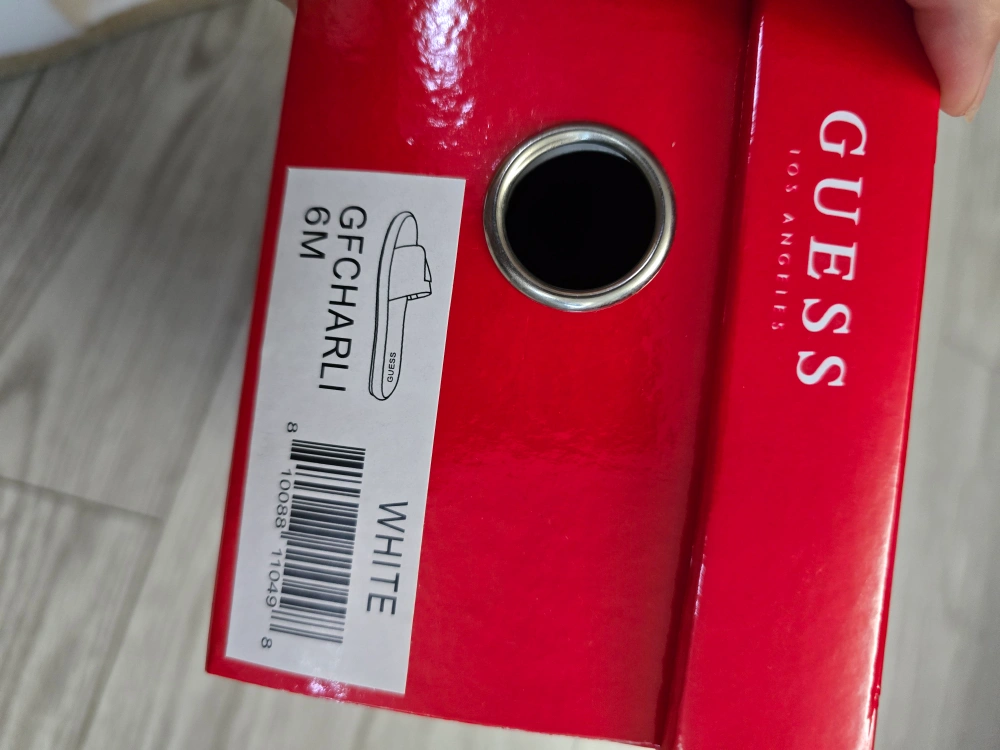 GUESS
LOS ANGELES
GUESS
GFCHARLI
6M
WHITE
8 10088 11049 8